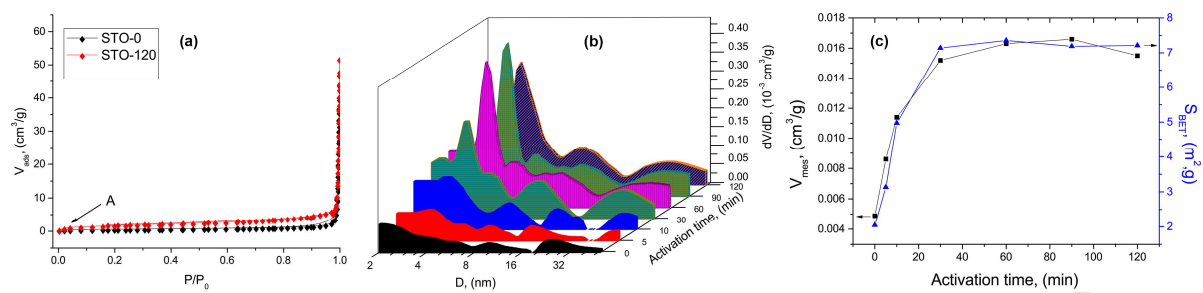 (a)
STO-0
STO-120
60
50
40
30
20
10
0
V_ads, (cm³/g)
A
0.0 0.2 0.4 0.6 0.8 1.0
P/P₀
(b)
0.40
0.30
0.20
0.15
0.10
0.05
0.00
dV/dD, (10⁻³ cm³/g)
120
90
60
30
10
5
0
Activation time, (min)
2 4 8 16 32
D, (nm)
(c)
0.018
0.016
0.014
0.012
0.010
0.008
0.006
0.004
V_mes, (cm³/g)
8
7
6
5
4
3
2
S_BET, (m²,g)
0 20 40 60 80 100 120
Activation time, (min)